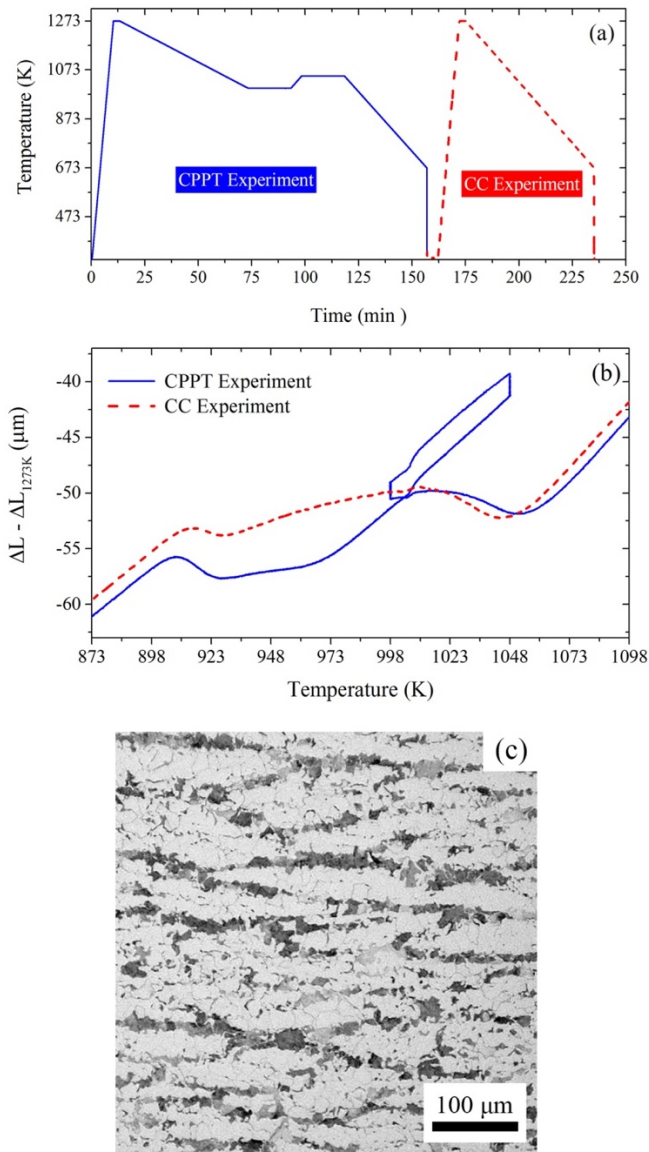 (a)
1273
1073
873
673
473
Temperature (K)
CPPT Experiment
CC Experiment
0 25 50 75 100 125 150 175 200 225 250
Time (min )
(b)
-40
-45
-50
-55
-60
ΔL - ΔL1273K (μm)
CPPT Experiment
CC Experiment
873 898 923 948 973 998 1023 1048 1073 1098
Temperature (K)
(c)
100 μm